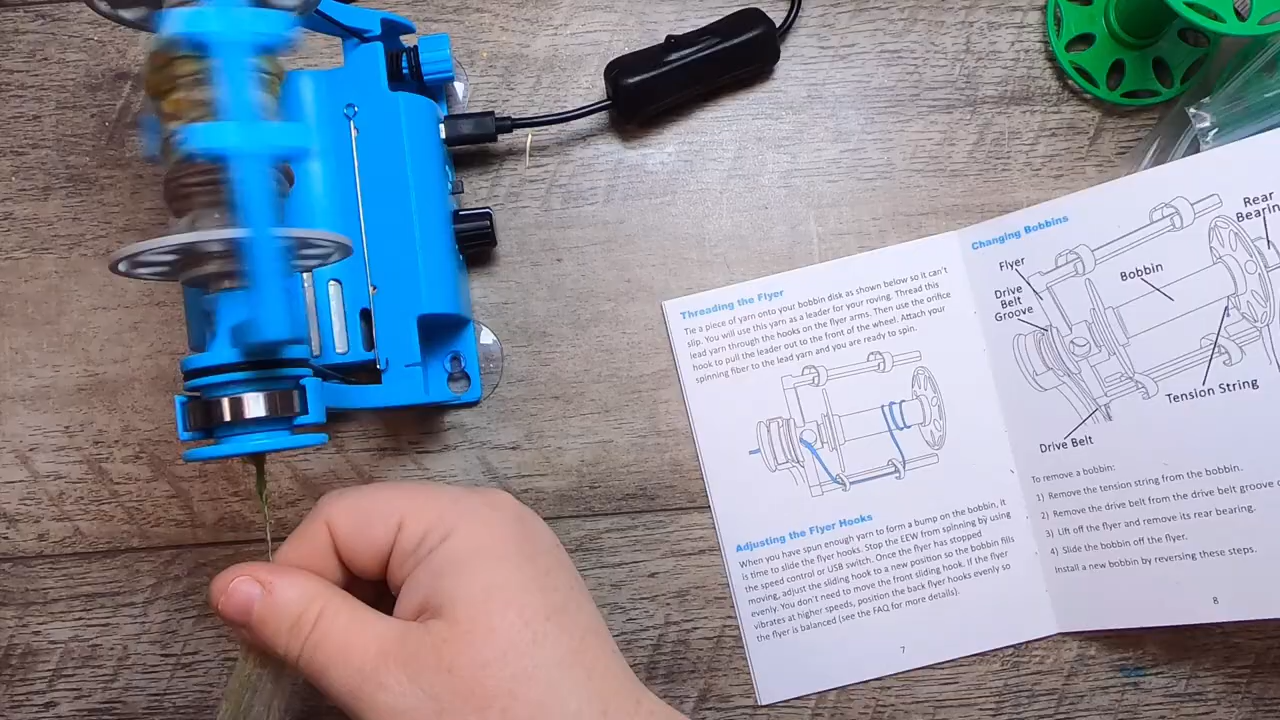 Threading the Flyer
Tie a piece of yarn onto your bobbin disk as shown below so it can't
slip. You will use this yarn as a leader for your roving. Thread this
lead yarn through the hooks on the flyer arms. Then use the orifice
hook to pull the leader out to the front of the wheel. Attach your
spinning fiber to the lead yarn and you are ready to spin.
Adjusting the Flyer Hooks
When you have spun enough yarn to form a bump on the bobbin, it
is time to slide the flyer hooks. Stop the EEW from spinning by using
the speed control or USB switch. Once the flyer has stopped
moving, adjust the sliding hook to a new position so the bobbin fills
evenly. You don't need to move the front sliding hook. If the flyer
vibrates at higher speeds, position the back flyer hooks evenly so
the flyer is balanced (see the FAQ for more details).
7
Changing Bobbins
Flyer
Drive
Belt
Groove
Bobbin
Rear
Bearin
Tension String
Drive Belt
To remove a bobbin:
1) Remove the tension string from the bobbin.
2) Remove the drive belt from the drive belt groove
3) Lift off the flyer and remove its rear bearing.
4) Slide the bobbin off the flyer.
Install a new bobbin by reversing these steps.
8